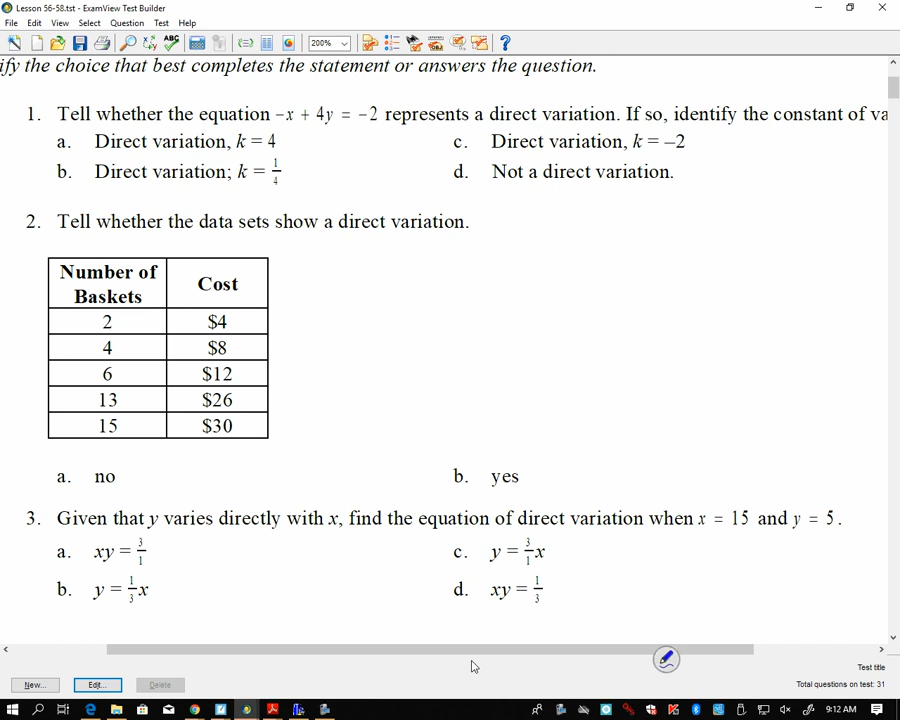 Lesson 56-58.tst - ExamView Test Builder
File Edit View Select Question Test Help
200%
ify the choice that best completes the statement or answers the question.
1. Tell whether the equation −x + 4y = −2 represents a direct variation. If so, identify the constant of va
a. Direct variation, k = 4 c. Direct variation, k = −2
b. Direct variation; k = 1/4 d. Not a direct variation.
2. Tell whether the data sets show a direct variation.
Number of Baskets Cost
2 $4
4 $8
6 $12
13 $26
15 $30
a. no b. yes
3. Given that y varies directly with x, find the equation of direct variation when x = 15 and y = 5.
a. xy = 3/1 c. y = 3/1 x
b. y = 1/3 x d. xy = 1/3
Test title
New... Edit... Delete Total questions on test: 31
9:12 AM